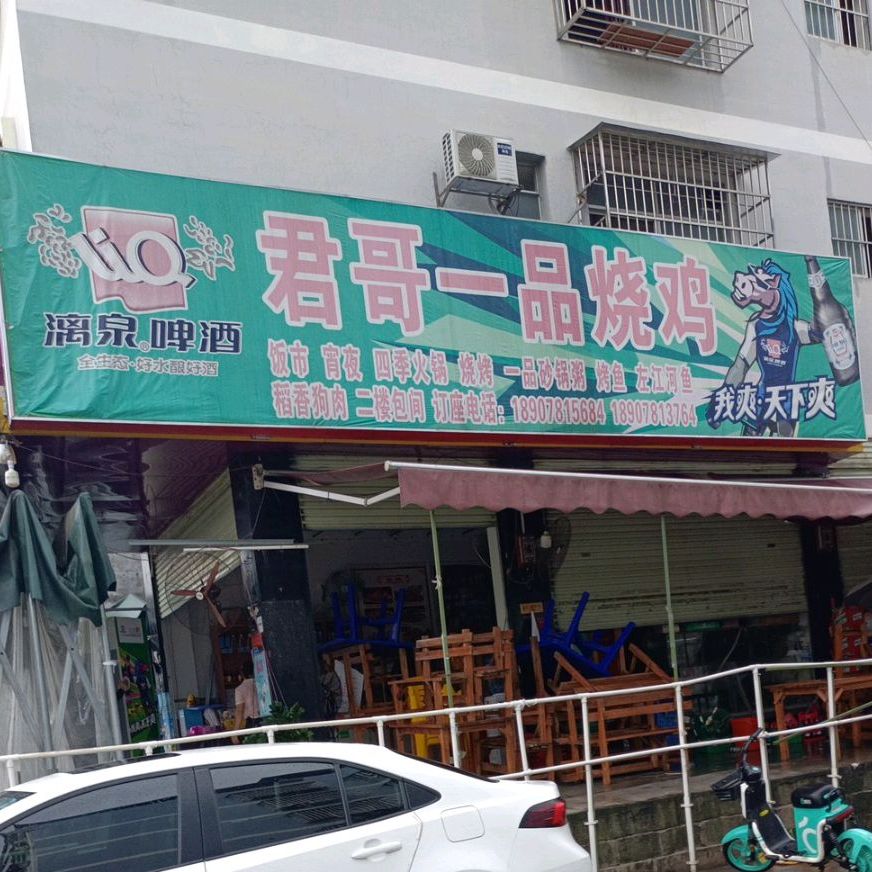 LiQ
漓泉®啤酒
全生态·好水酿好酒
君哥一品烧鸡
饭市 宵夜 四季火锅 烧烤 一品砂锅粥 烤鱼 左江河鱼
稻香狗肉 二楼包间 订座电话：18907815684 18907813764
我爽·天下爽